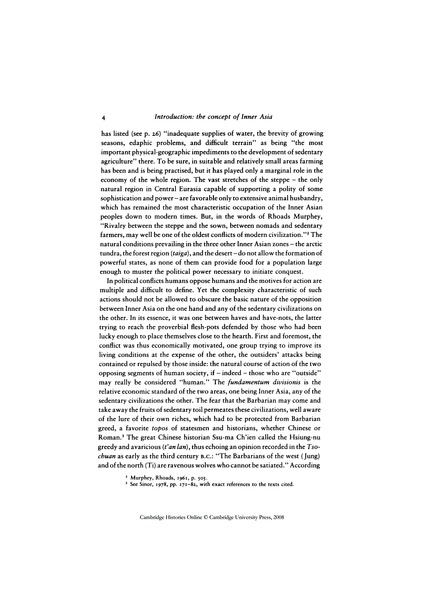 4
Introduction: the concept of Inner Asia
has listed (see p. 26) "inadequate supplies of water, the brevity of growing
seasons, edaphic problems, and difficult terrain" as being "the most
important physical-geographic impediments to the development of sedentary
agriculture" there. To be sure, in suitable and relatively small areas farming
has been and is being practised, but it has played only a marginal role in the
economy of the whole region. The vast stretches of the steppe – the only
natural region in Central Eurasia capable of supporting a polity of some
sophistication and power – are favorable only to extensive animal husbandry,
which has remained the most characteristic occupation of the Inner Asian
peoples down to modern times. But, in the words of Rhoads Murphey,
"Rivalry between the steppe and the sown, between nomads and sedentary
farmers, may well be one of the oldest conflicts of modern civilization."² The
natural conditions prevailing in the three other Inner Asian zones – the arctic
tundra, the forest region (taiga), and the desert – do not allow the formation of
powerful states, as none of them can provide food for a population large
enough to muster the political power necessary to initiate conquest.
In political conflicts humans oppose humans and the motives for action are
multiple and difficult to define. Yet the complexity characteristic of such
actions should not be allowed to obscure the basic nature of the opposition
between Inner Asia on the one hand and any of the sedentary civilizations on
the other. In its essence, it was one between haves and have-nots, the latter
trying to reach the proverbial flesh-pots defended by those who had been
lucky enough to place themselves close to the hearth. First and foremost, the
conflict was thus economically motivated, one group trying to improve its
living conditions at the expense of the other, the outsiders' attacks being
contained or repulsed by those inside: the natural course of action of the two
opposing segments of human society, if – indeed – those who are "outside"
may really be considered "human." The fundamentum divisionis is the
relative economic standard of the two areas, one being Inner Asia, any of the
sedentary civilizations the other. The fear that the Barbarian may come and
take away the fruits of sedentary toil permeates these civilizations, well aware
of the lure of their own riches, which had to be protected from Barbarian
greed, a favorite topos of statesmen and historians, whether Chinese or
Roman.³ The great Chinese historian Ssu-ma Ch'ien called the Hsiung-nu
greedy and avaricious (t'an lan), thus echoing an opinion recorded in the Tso-
chuan as early as the third century B.C.: "The Barbarians of the west (Jung)
and of the north (Ti) are ravenous wolves who cannot be satiated." According
² Murphey, Rhoads, 1961, p. 505.
³ See Sinor, 1978, pp. 171–82, with exact references to the texts cited.
Cambridge Histories Online © Cambridge University Press, 2008